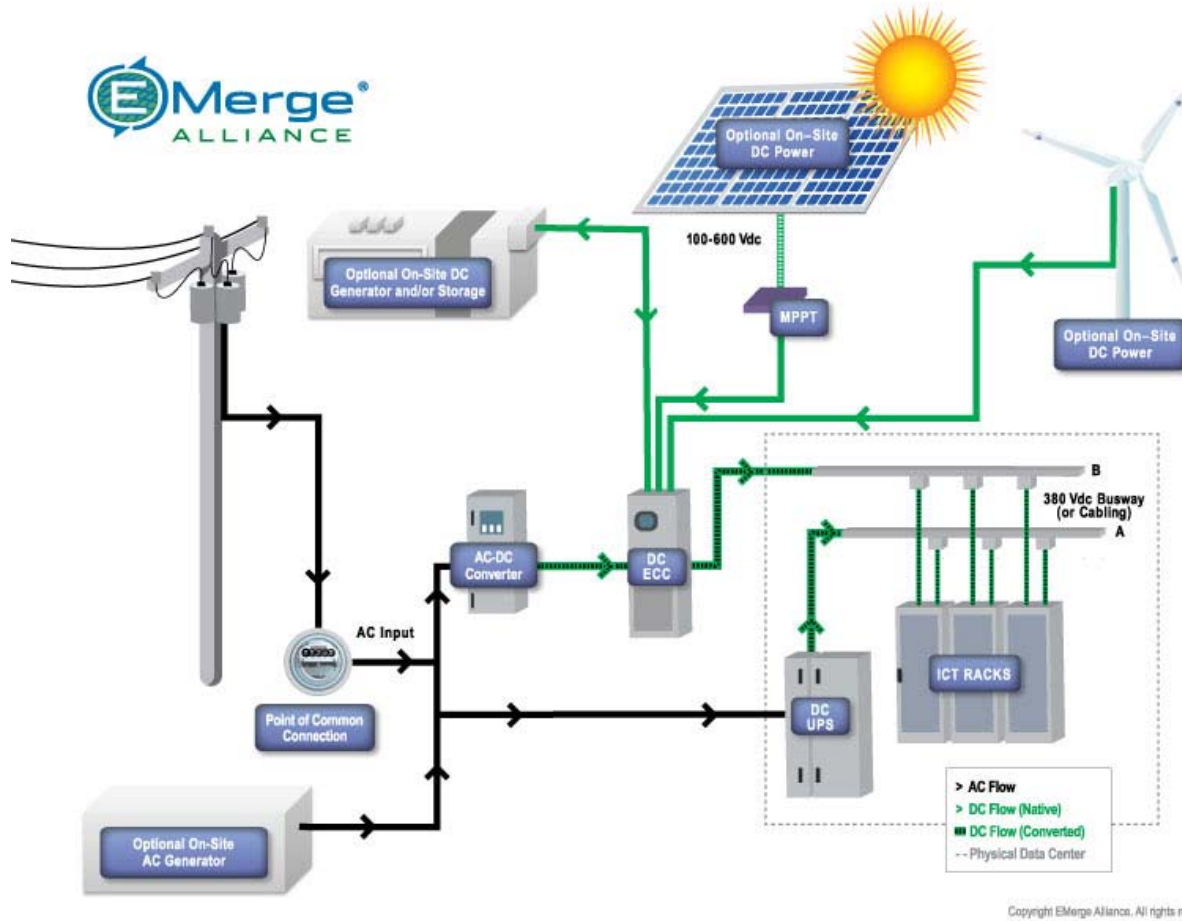 EMerge®
ALLIANCE
Optional On-Site
DC Power
100-600 Vdc
Optional On-Site DC
Generator and/or Storage
MPPT
Optional On-Site
DC Power
B
380 Vdc Busway
(or Cabling)
A
AC-DC
Converter
DC
ECC
AC Input
ICT RACKS
Point of Common
Connection
DC
UPS
> AC Flow
> DC Flow (Native)
DC Flow (Converted)
-- Physical Data Center
Optional On-Site
AC Generator
Copyright EMerge Alliance. All rights